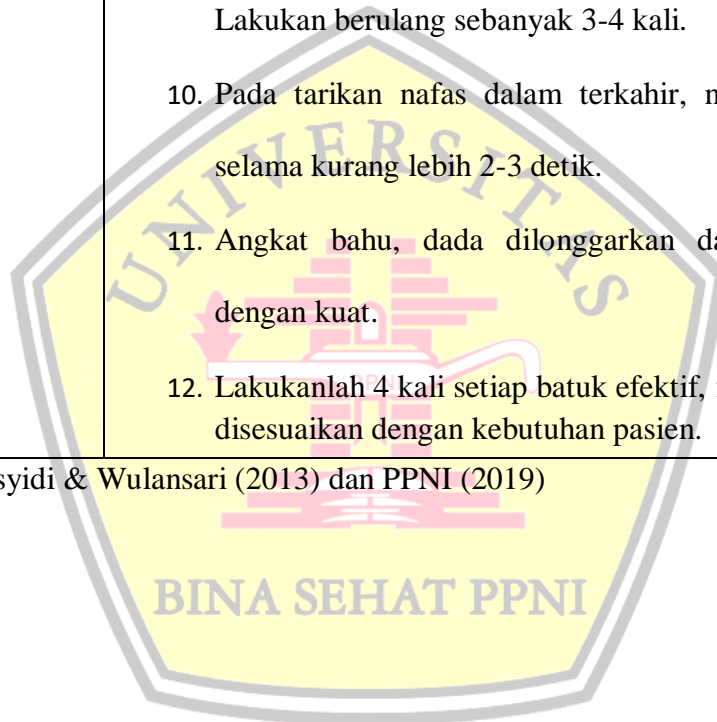 Lakukan berulang sebanyak 3-4 kali.
10. Pada tarikan nafas dalam terkahir,
selama kurang lebih 2-3 detik.
11. Angkat bahu, dada dilonggarkan
dengan kuat.
12. Lakukanlah 4 kali setiap batuk efektif,
disesuaikan dengan kebutuhan pasien.
syidi & Wulansari (2013) dan PPNI (2019)
UNIVERSITAS
PPNI
BINA SEHAT PPNI